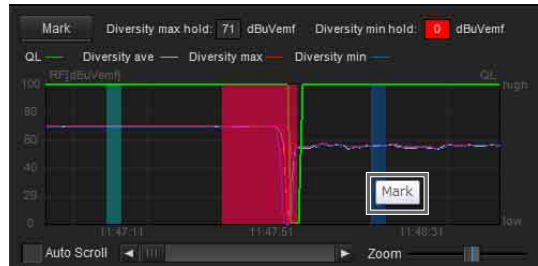 Mark Diversity max hold: 71 dBuVemf Diversity min hold: 0 dBuVemf
QL Diversity ave Diversity max Diversity min
RF[dBuVemf] QL
100 high
80
60
40
Mark
20
0 low
11:47:11 11:47:51 11:48:31
Auto Scroll Zoom